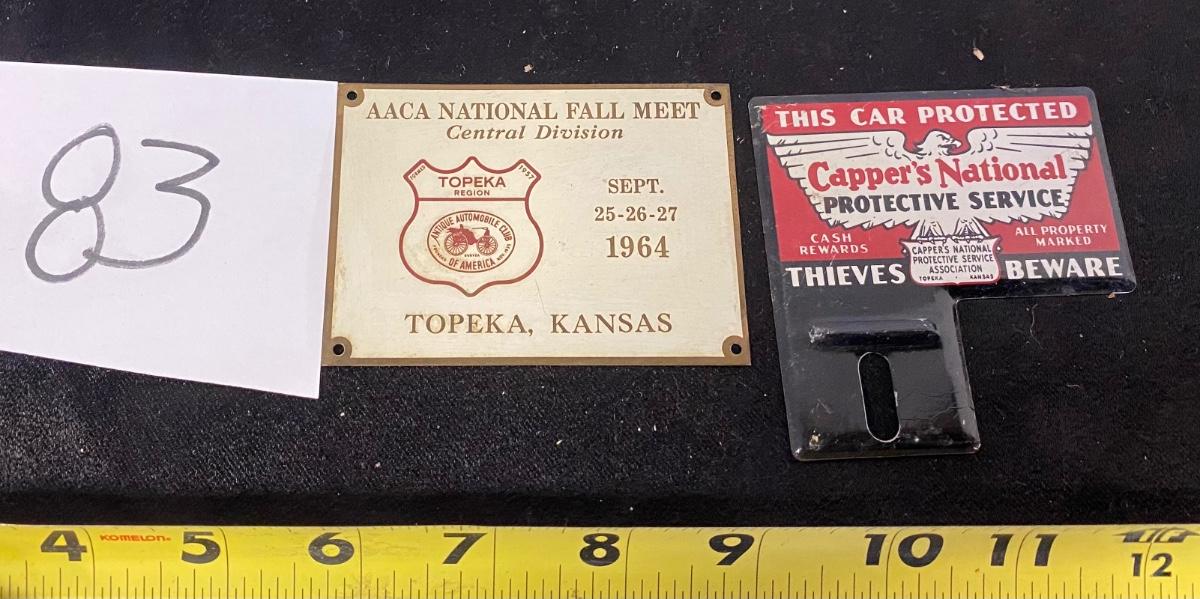 83
AACA NATIONAL FALL MEET
Central Division
FORMED 1957
TOPEKA
REGION
ANTIQUE AUTOMOBILE CLUB
OF AMERICA
SEPT.
25-26-27
1964
TOPEKA, KANSAS
THIS CAR PROTECTED
Capper's National
PROTECTIVE SERVICE
CASH
REWARDS
ALL PROPERTY
MARKED
CAPPER'S NATIONAL
PROTECTIVE SERVICE
ASSOCIATION
TOPEKA • KANSAS
THIEVES BEWARE
4 KOMELON 5 6 7 8 9 10 11 12